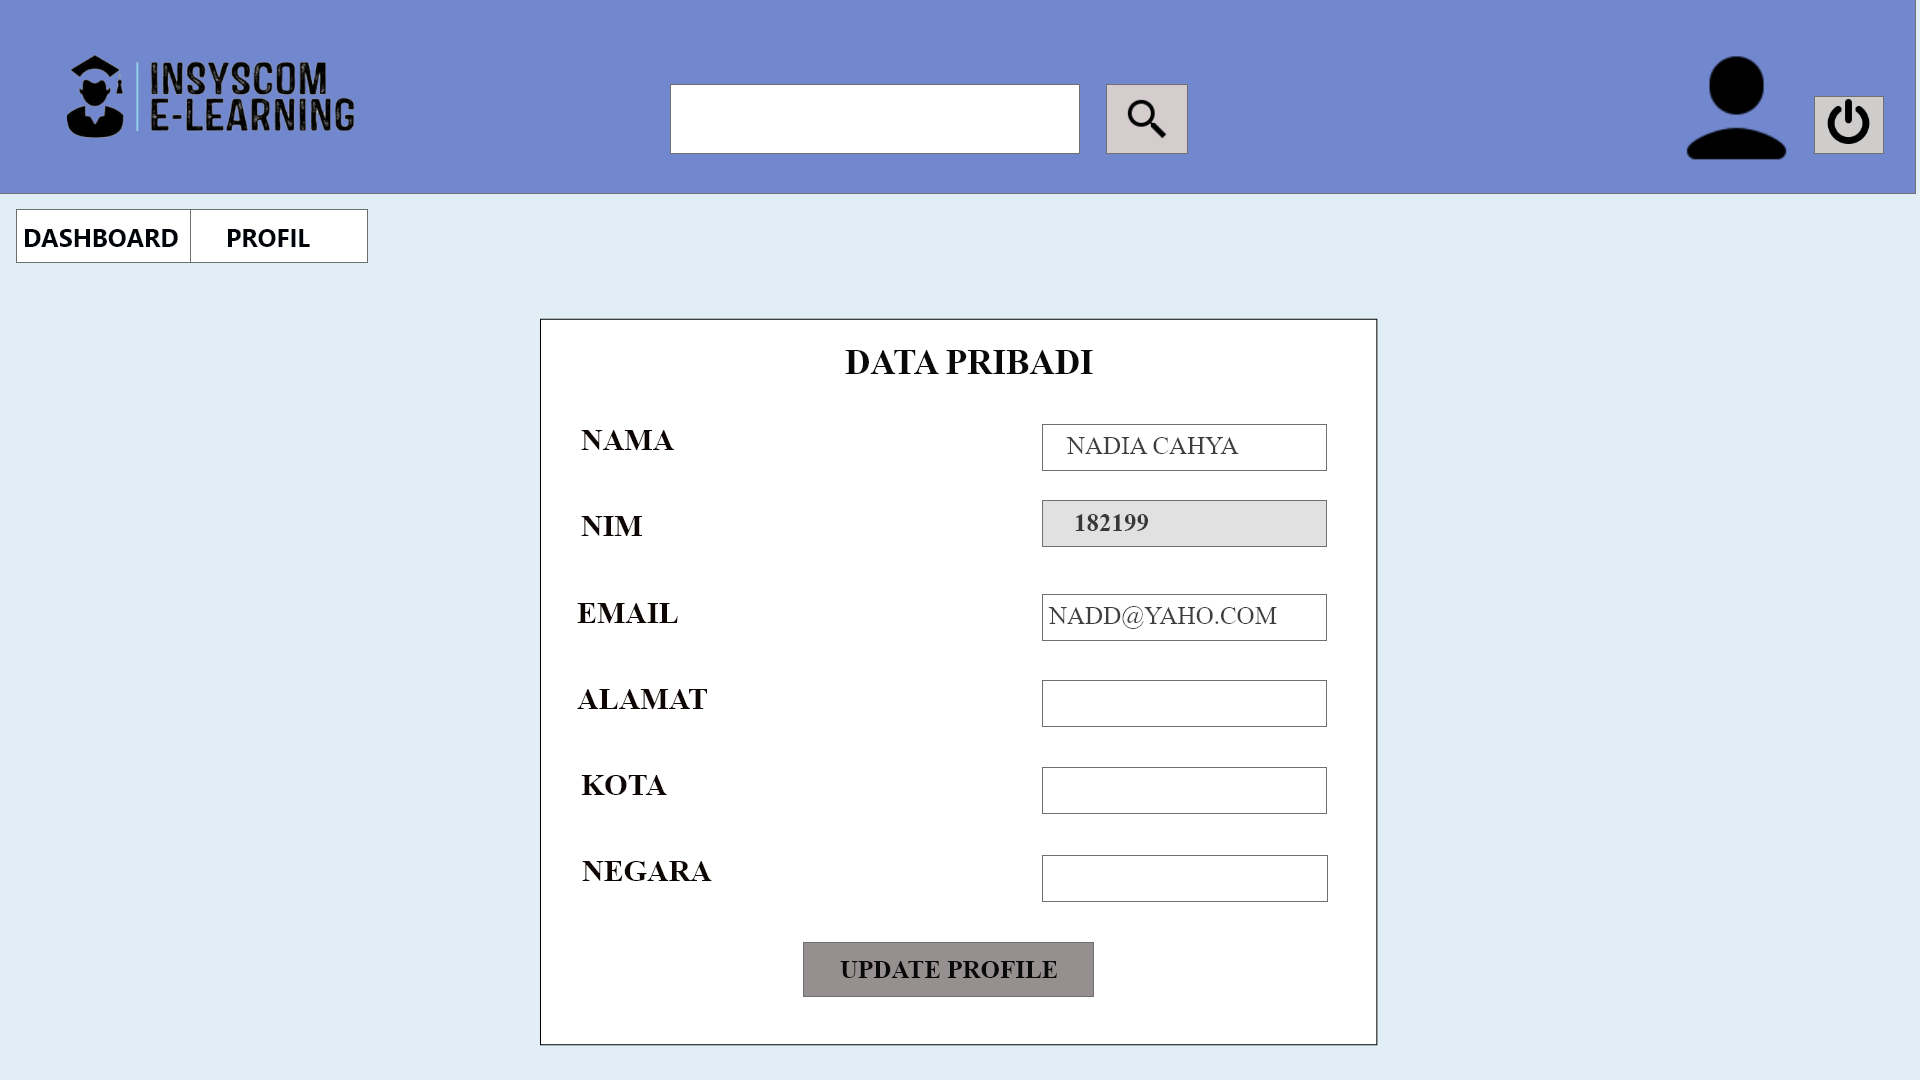 INSYSCOM
E-LEARNING
DASHBOARD
PROFIL
DATA PRIBADI
NAMA
NADIA CAHYA
NIM
182199
EMAIL
NADD@YAHO.COM
ALAMAT
KOTA
NEGARA
UPDATE PROFILE